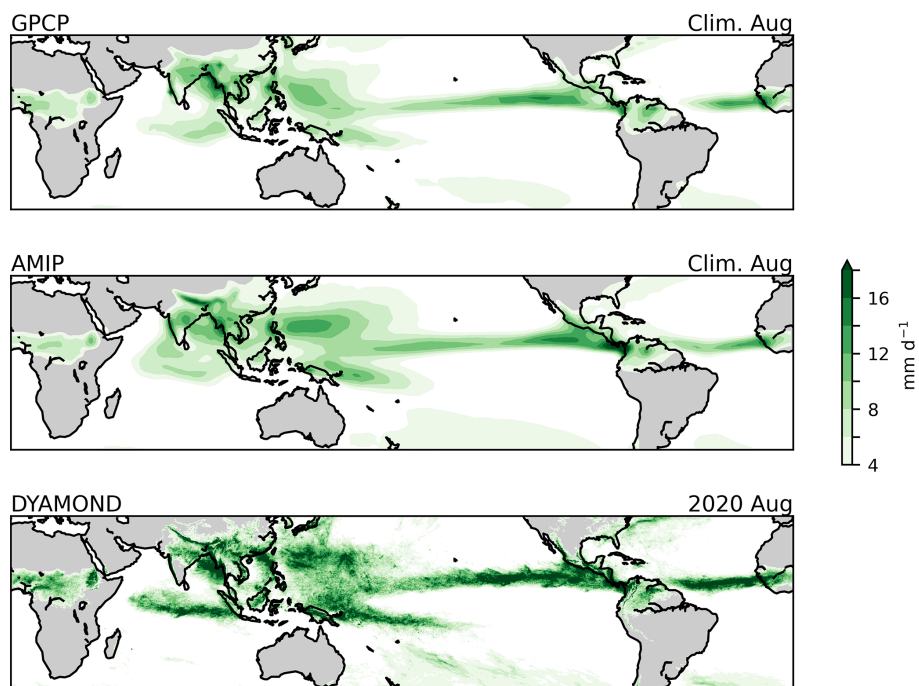 GPCP Clim. Aug
AMIP Clim. Aug
16
12
8
4
mm d⁻¹
DYAMOND 2020 Aug